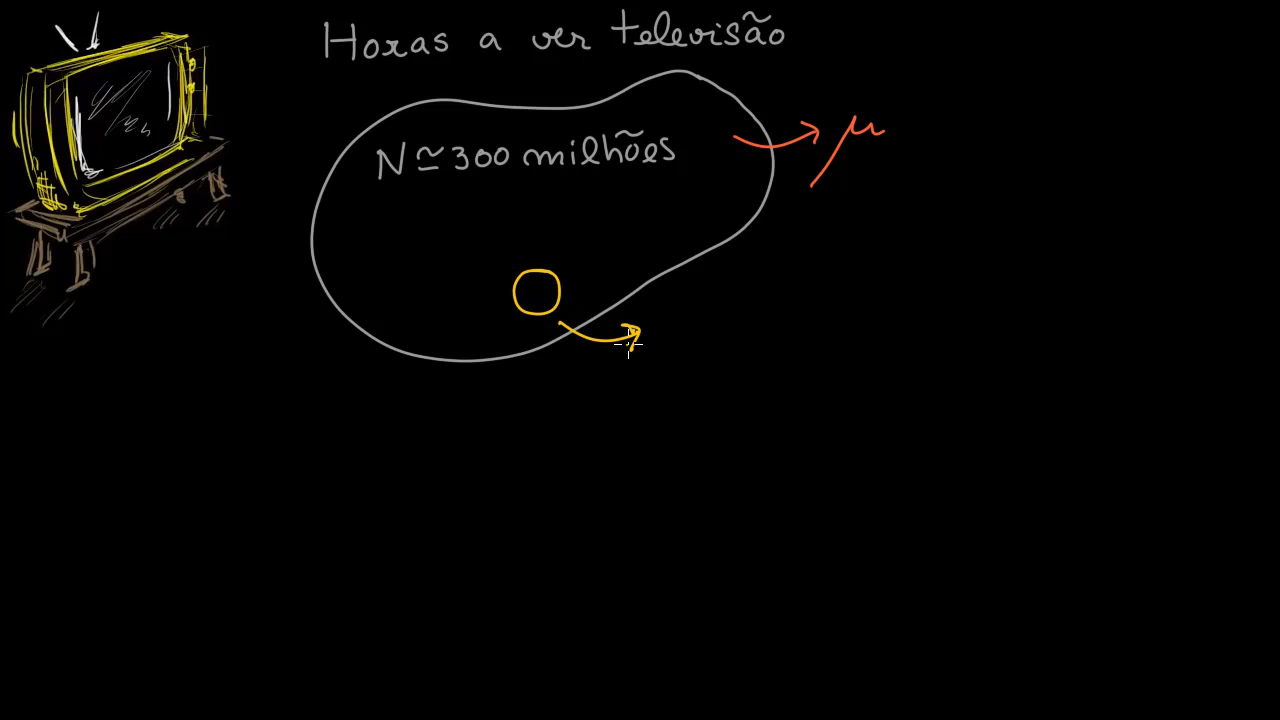 Horas a ver televisão
N ≃ 300 milhões
μ